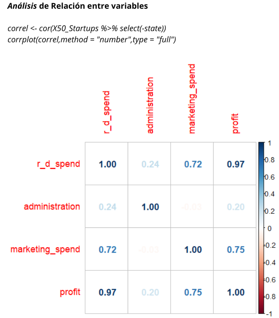 Análisis de Relación entre variables
correl <- cor(X50_Startups %>% select(-state))
corrplot(correl,method = "number",type = "full")
r_d_spend
administration
marketing_spend
profit
r_d_spend 1.00 0.24 0.72 0.97
administration 0.24 1.00 0.20
marketing_spend 0.72 1.00 0.75
profit 0.97 0.20 0.75 1.00
1
0.8
0.6
0.4
0.2
0
-0.2
-0.4
-0.6
-0.8
-1